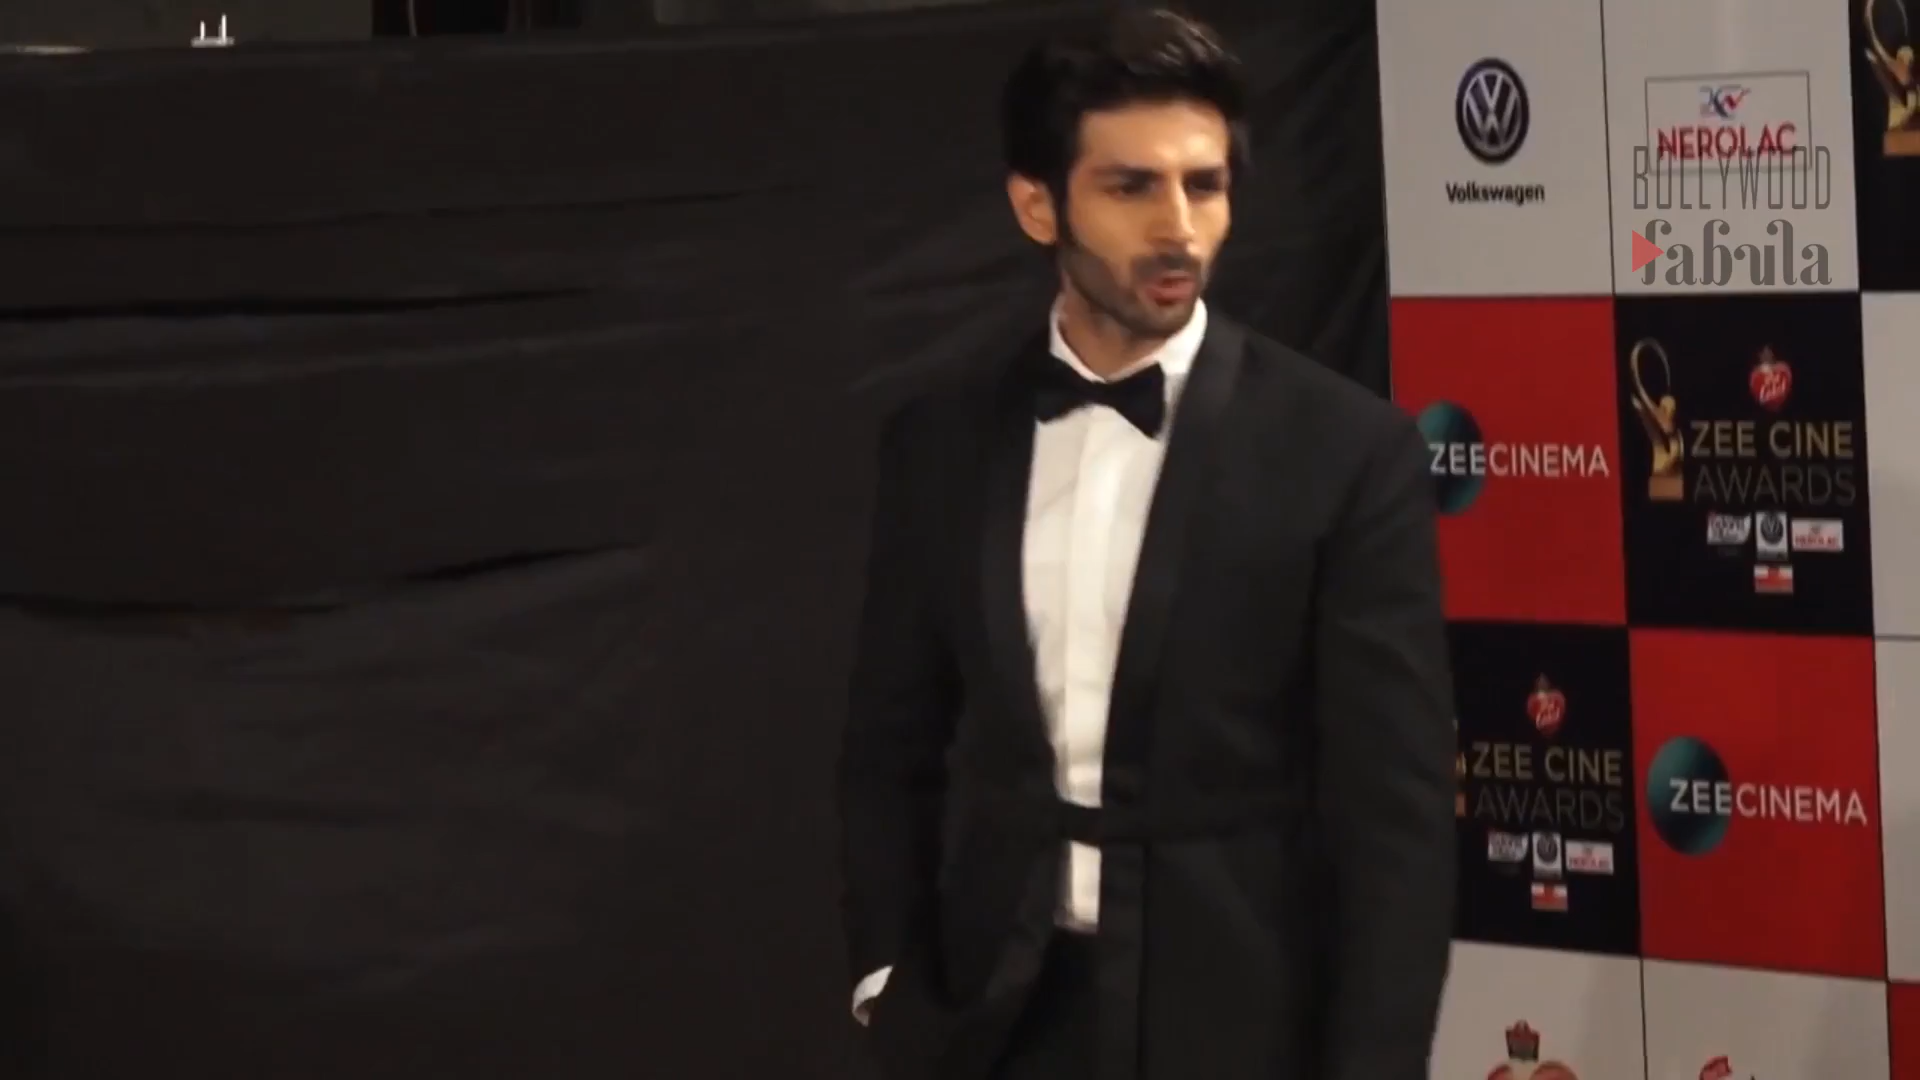 Volkswagen
NEROLAC
BOLLYWOOD
fabula
ZEECINEMA
ZEE CINE
AWARDS
ZEE CINE
AWARDS
ZEECINEMA